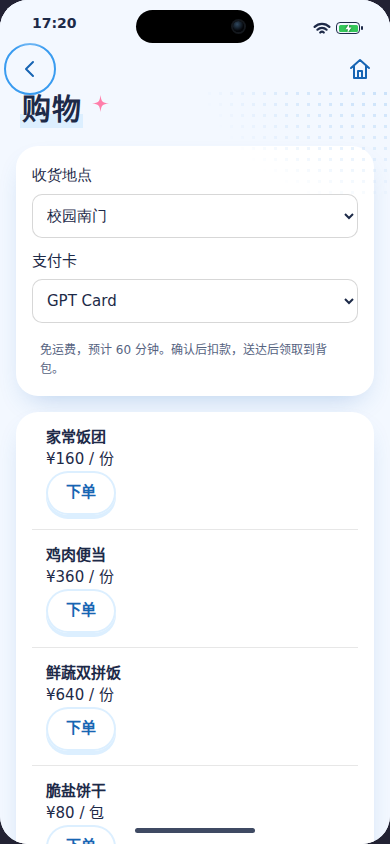 17:20
购物
收货地点
校园南门
支付卡
GPT Card
免运费，预计 60 分钟。确认后扣款，送达后领取到背
包。
家常饭团
¥160 / 份
下单
鸡肉便当
¥360 / 份
下单
鲜蔬双拼饭
¥640 / 份
下单
脆盐饼干
¥80 / 包
下单